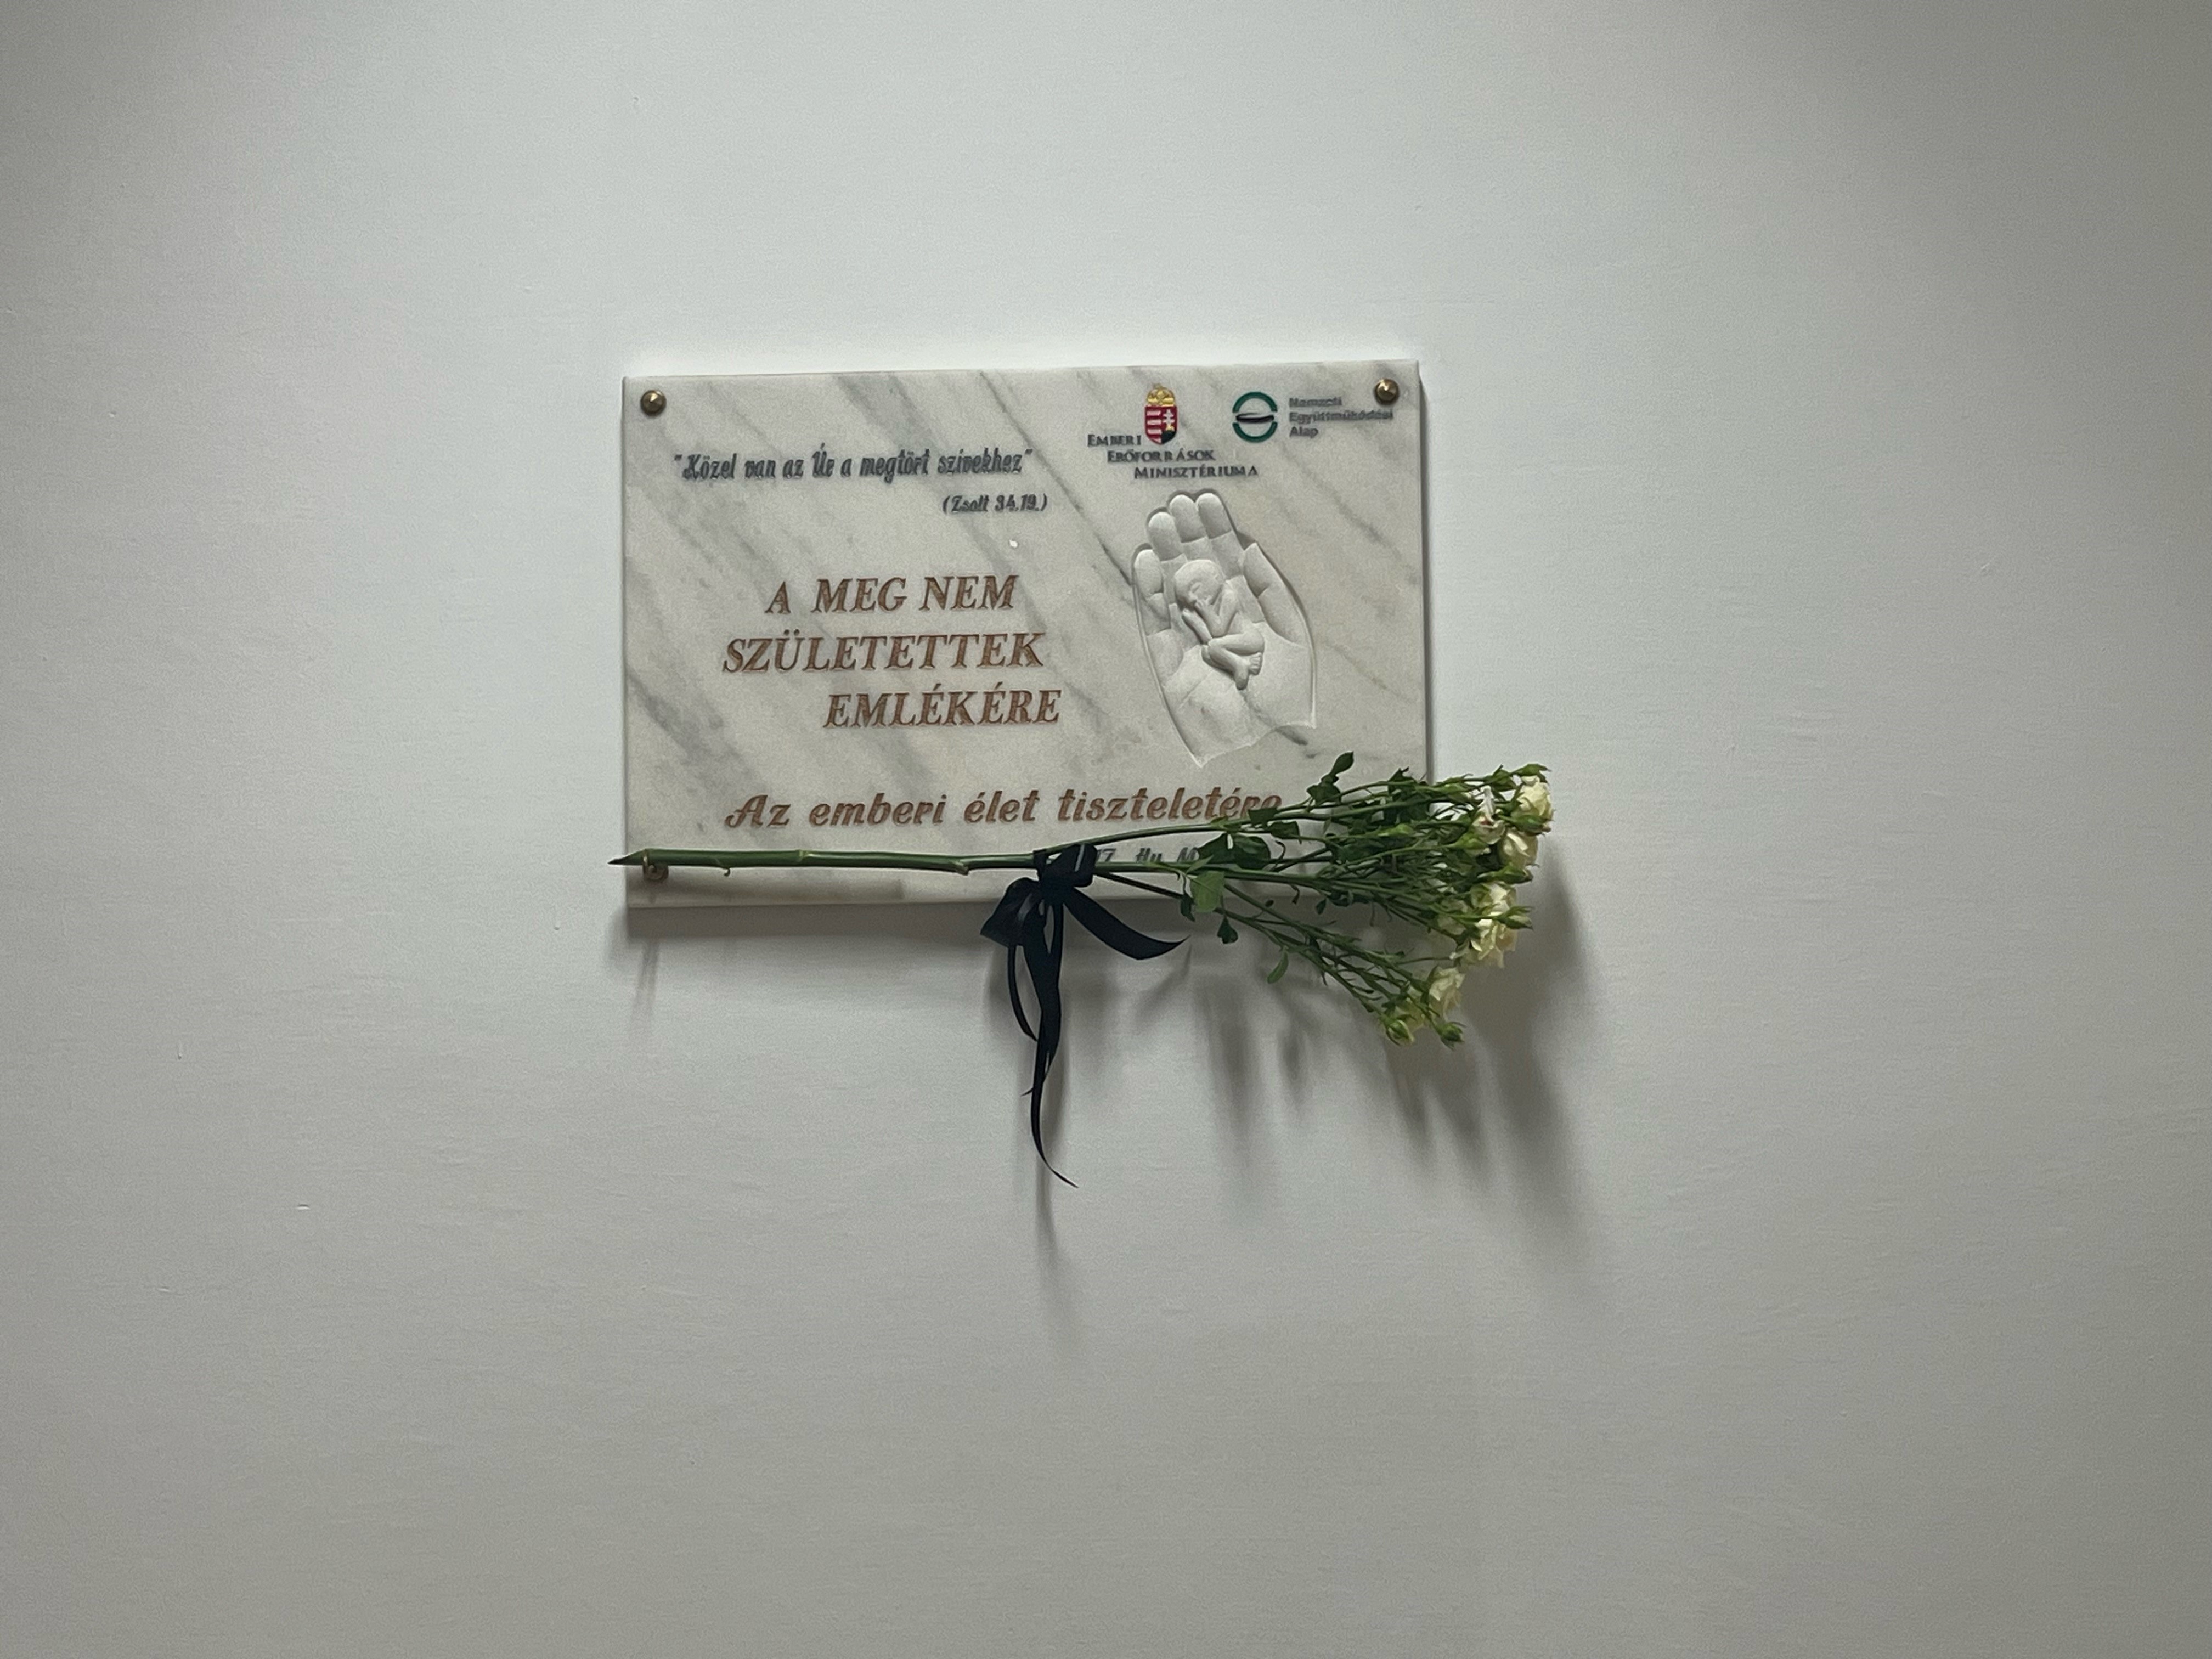 "Közel van az Úr a megtört szívekhez"
(Zsolt 34.19.)
EMBERI
ERŐFORRÁSOK
MINISZTÉRIUMA
Nemzeti
Együttműködési
Alap
A MEG NEM
SZÜLETETTEK
EMLÉKÉRE
Az emberi élet tiszteletére